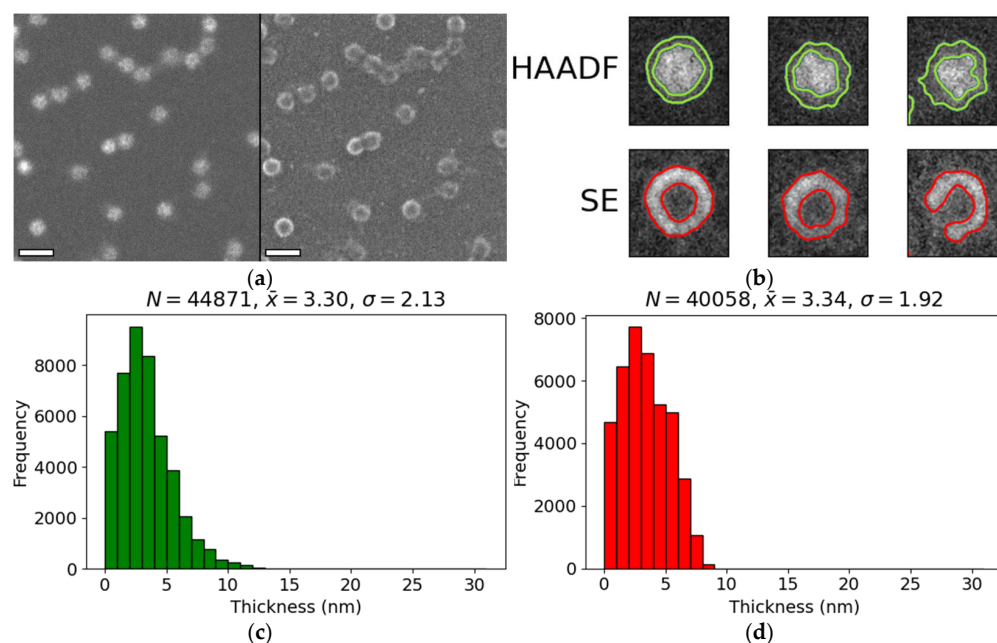 HAADF
SE
(a)
(b)
N = 44871, x̄ = 3.30, σ = 2.13
8000
6000
4000
2000
0
Frequency
0 5 10 15 20 25 30
Thickness (nm)
(c)
N = 40058, x̄ = 3.34, σ = 1.92
8000
6000
4000
2000
0
Frequency
0 5 10 15 20 25 30
Thickness (nm)
(d)